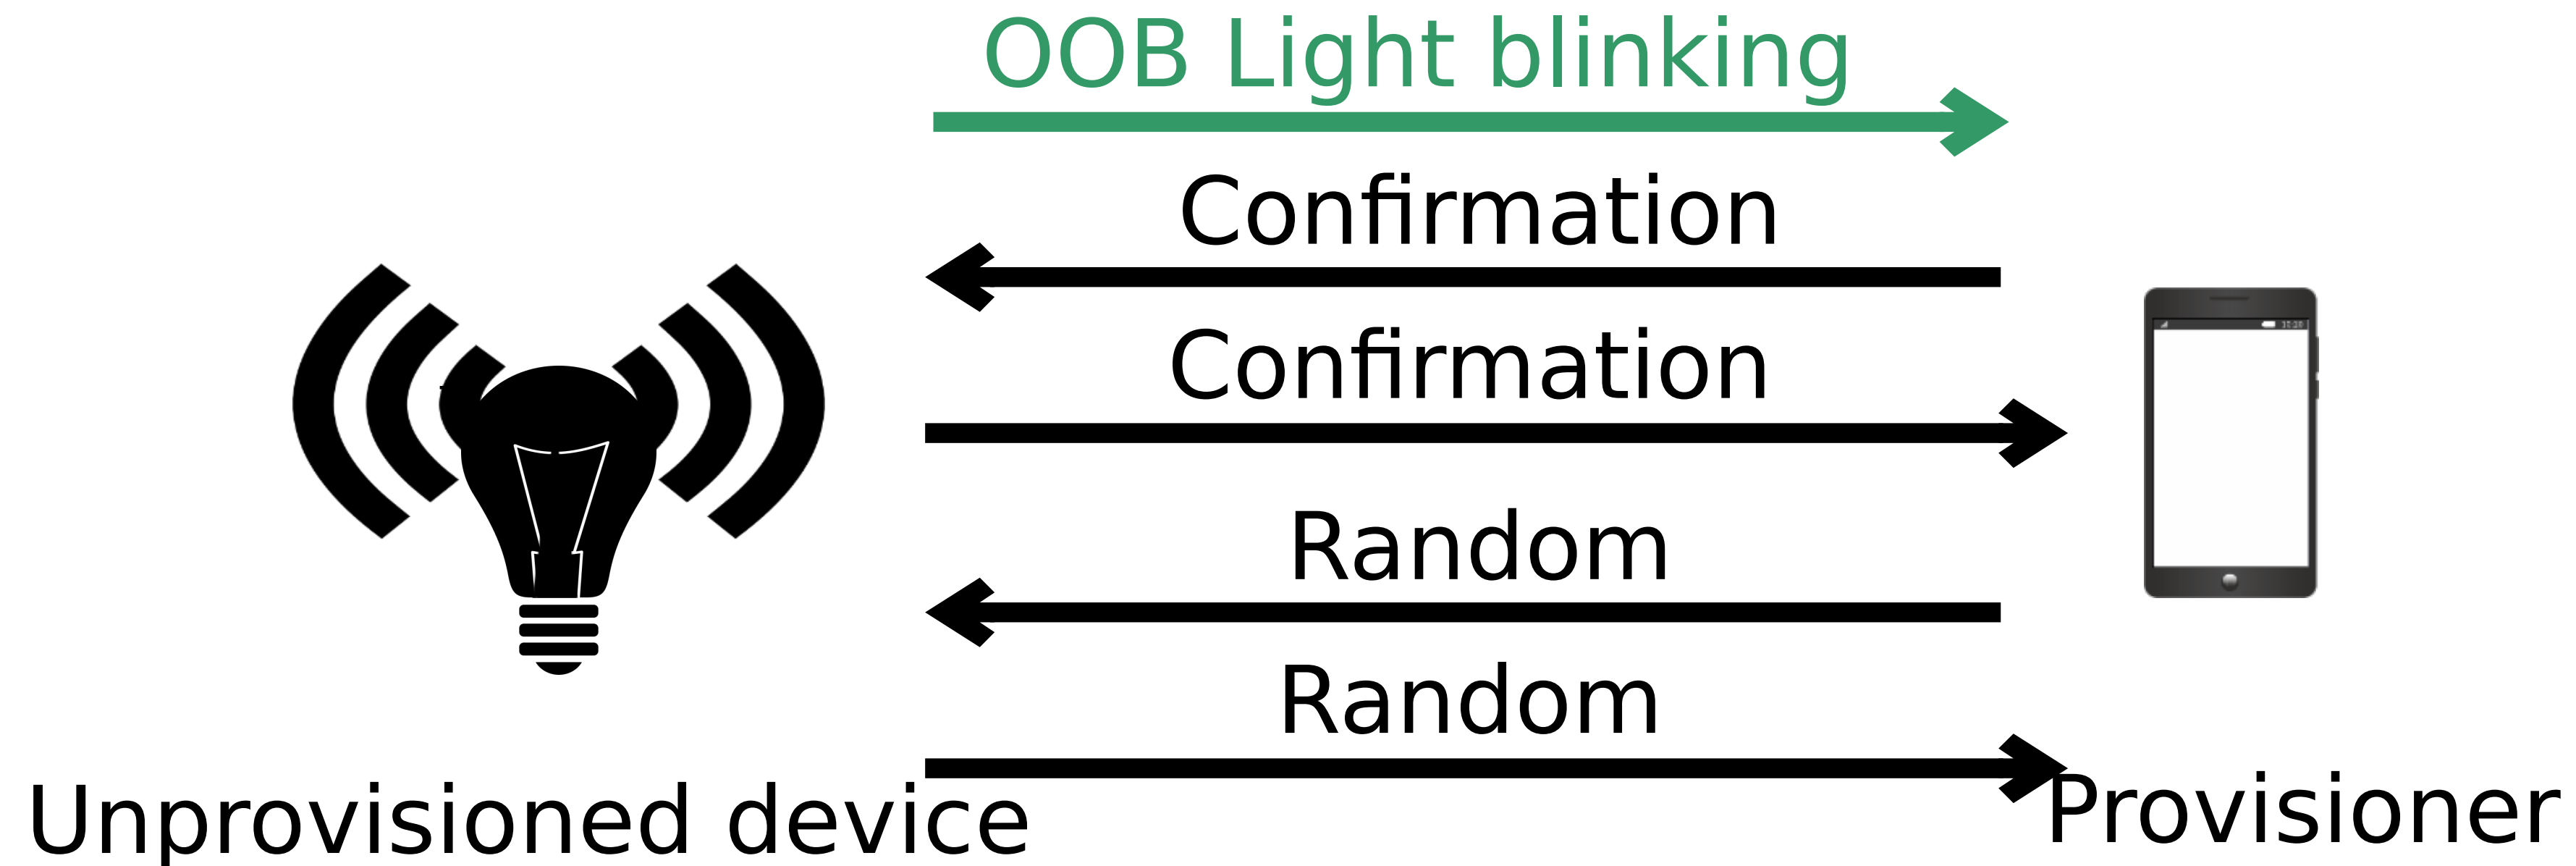 OOB Light blinking
Confirmation
Confirmation
Random
Random
Unprovisioned device
Provisioner